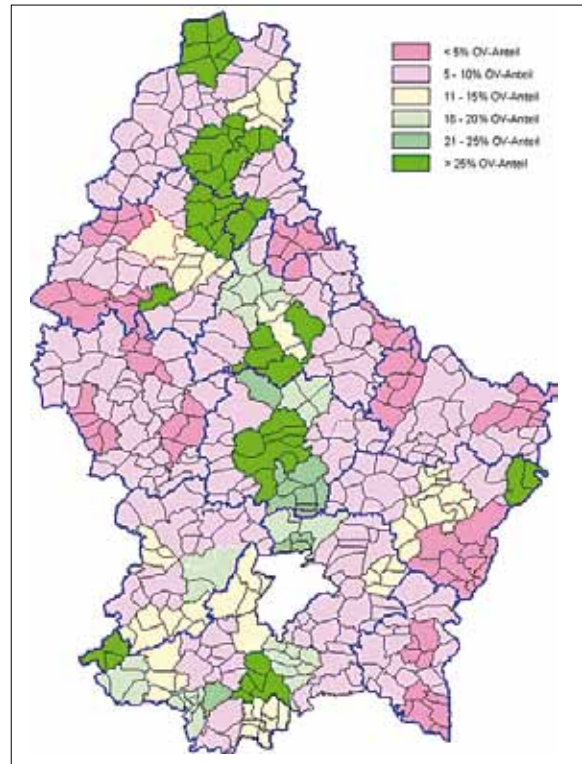 < 5% ÖV-Anteil
5 - 10% ÖV-Anteil
11 - 15% ÖV-Anteil
16 - 20% ÖV-Anteil
21 - 25% ÖV-Anteil
> 25% ÖV-Anteil